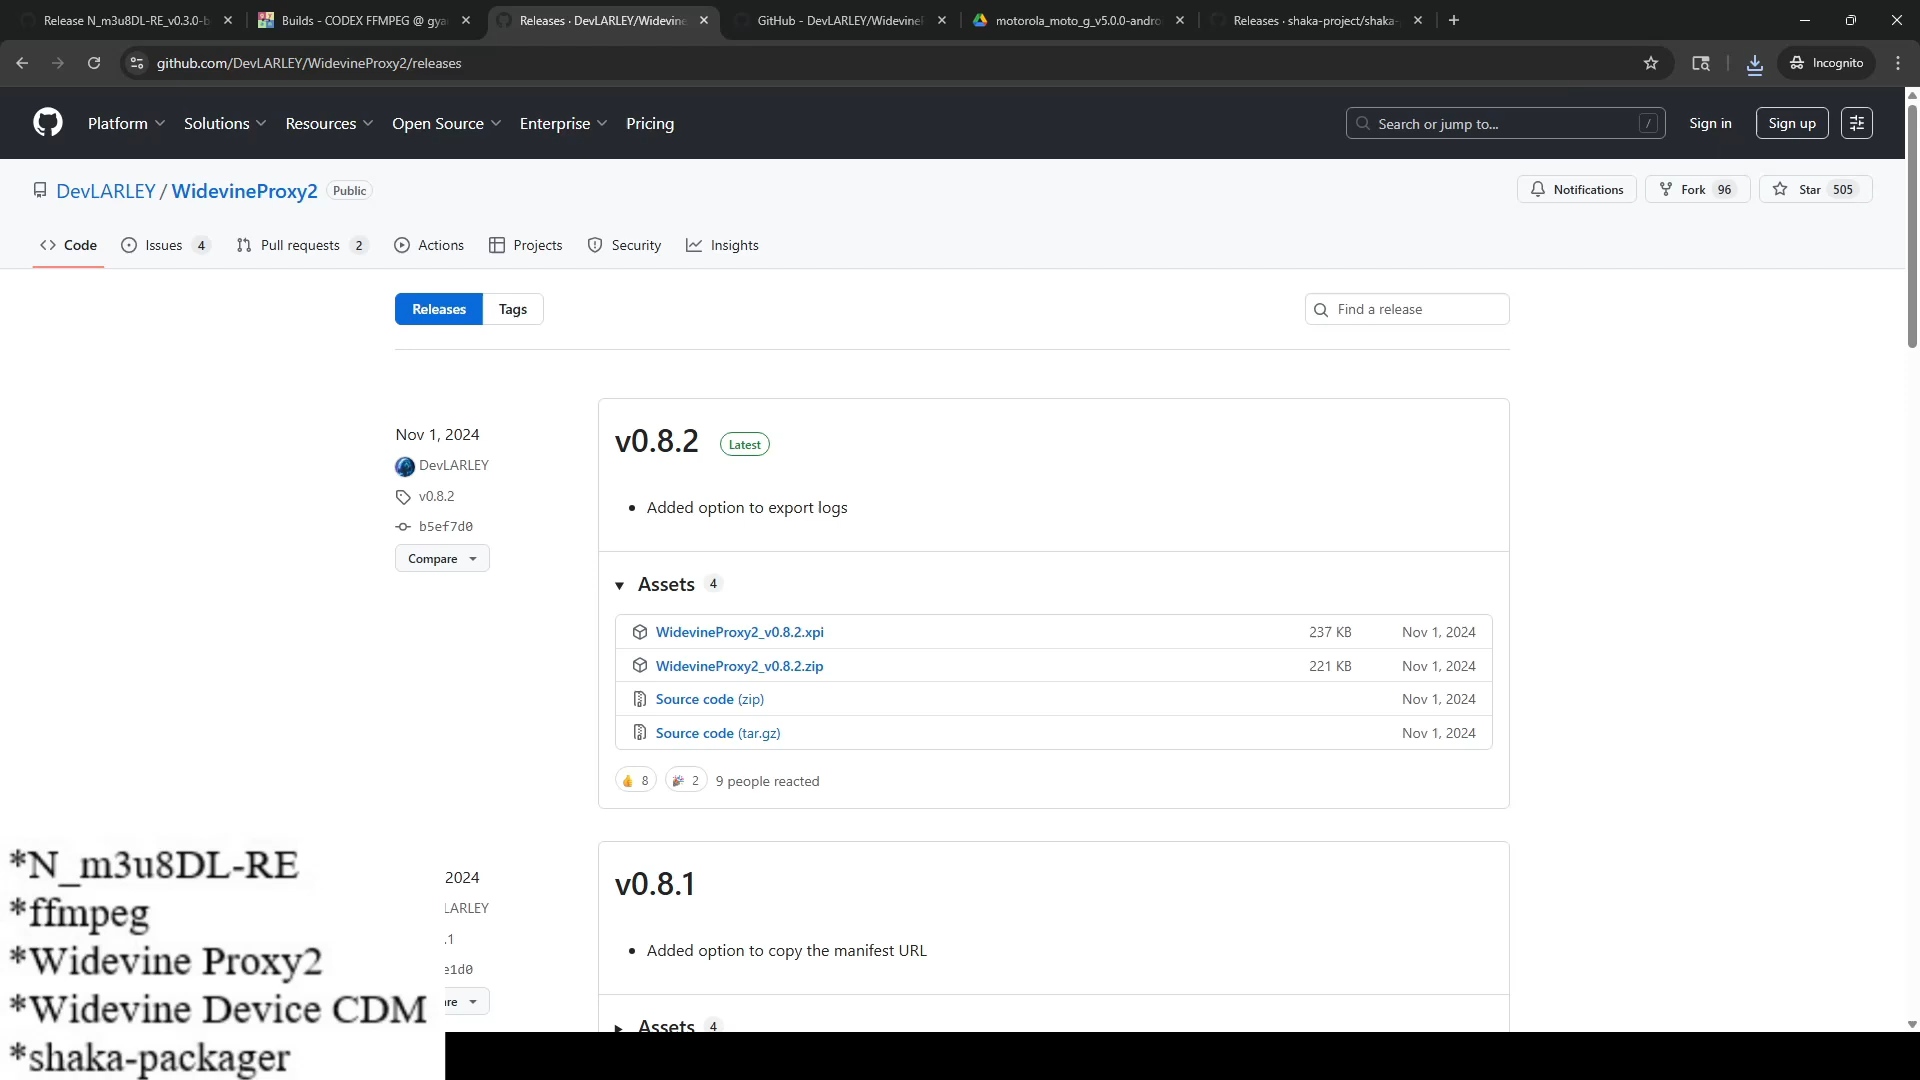 Release N_m3u8DL-RE_v0.3.0-b
Builds - CODEX FFMPEG @ gya
Releases · DevLARLEY/Widevine
GitHub - DevLARLEY/Widevinel
motorola_moto_g_v5.0.0-andro
Releases · shaka-project/shaka-
github.com/DevLARLEY/WidevineProxy2/releases
Incognito
Platform
Solutions
Resources
Open Source
Enterprise
Pricing
Search or jump to...
/
Sign in
Sign up
DevLARLEY / WidevineProxy2
Public
Notifications
Fork 96
Star 505
Code
Issues 4
Pull requests 2
Actions
Projects
Security
Insights
Releases
Tags
Find a release
Nov 1, 2024
DevLARLEY
v0.8.2
b5ef7d0
Compare
v0.8.2 Latest
Added option to export logs
Assets 4
WidevineProxy2_v0.8.2.xpi 237 KB Nov 1, 2024
WidevineProxy2_v0.8.2.zip 221 KB Nov 1, 2024
Source code (zip) Nov 1, 2024
Source code (tar.gz) Nov 1, 2024
8
2
9 people reacted
2024
LARLEY
.1
e1d0
re
v0.8.1
Added option to copy the manifest URL
Assets 4
*N_m3u8DL-RE
*ffmpeg
*Widevine Proxy2
*Widevine Device CDM
*shaka-packager